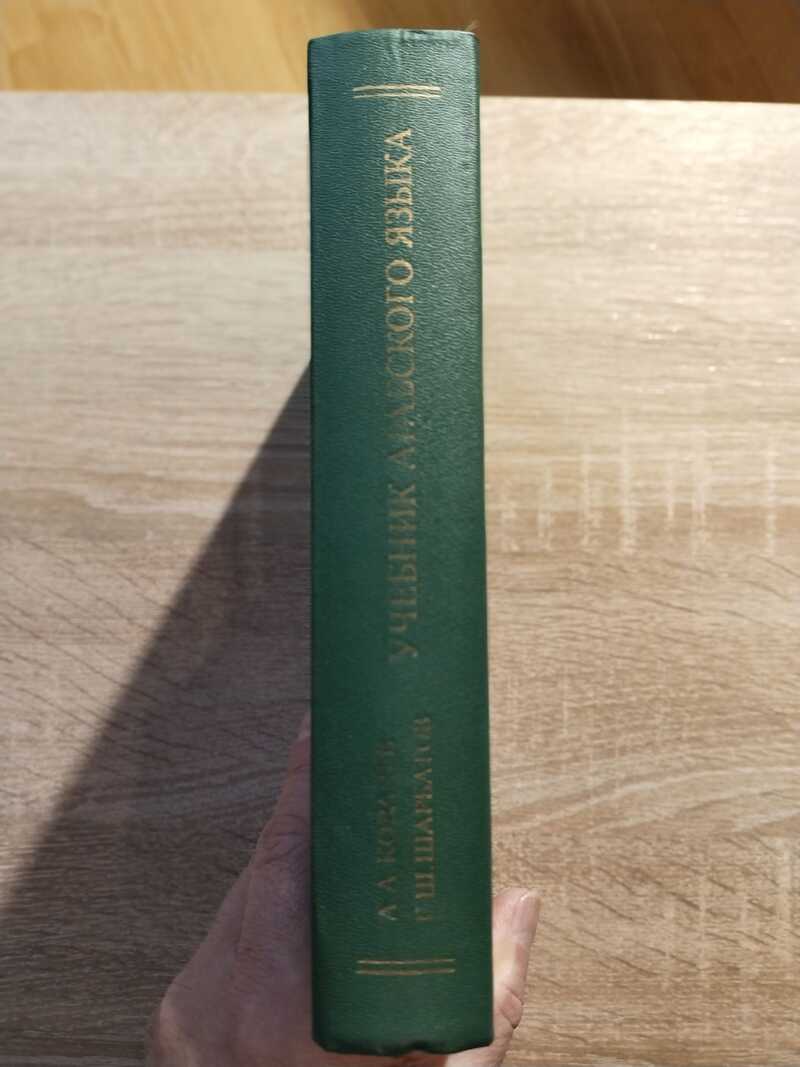 А. А. КОВАЛЕВ
Г. Ш. ШАРБАТОВ
УЧЕБНИК АРАБСКОГО ЯЗЫКА